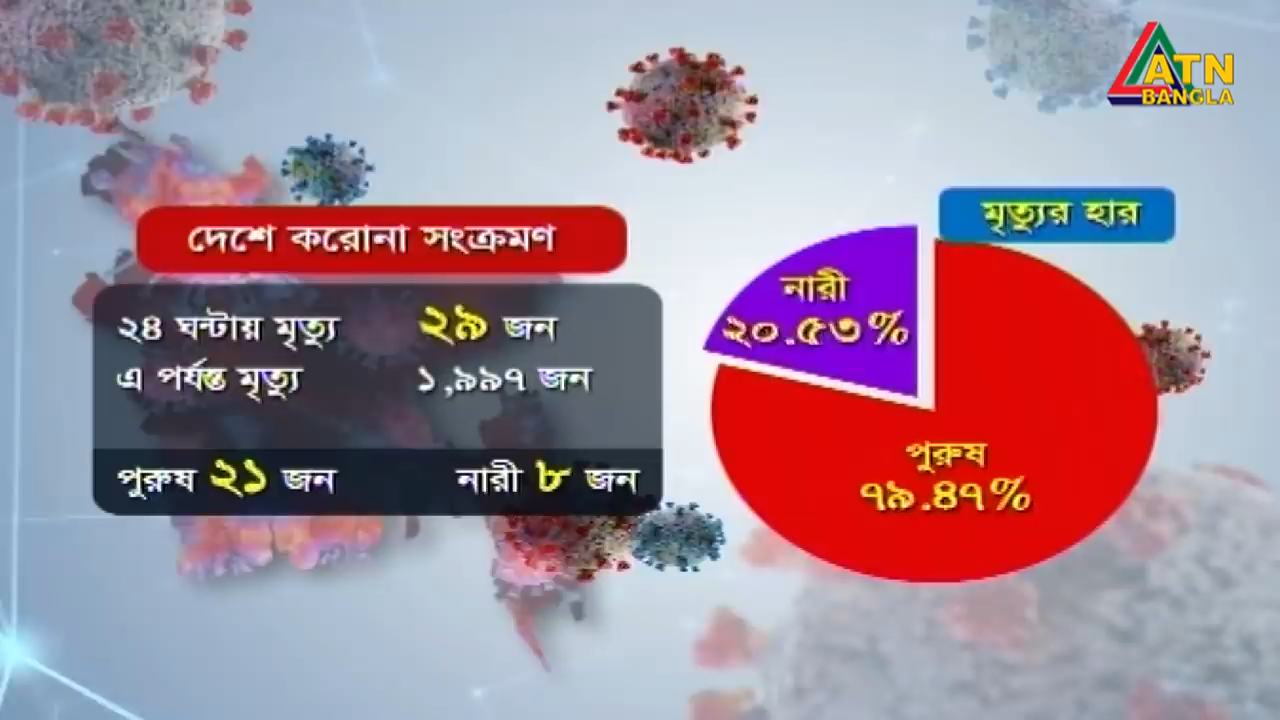 ATN
BANGLA
দেশে করোনা সংক্রমণ
২৪ ঘন্টায় মৃত্যু ২৯ জন
এ পর্যন্ত মৃত্যু ১,৯৯৭ জন
পুরুষ ২১ জন নারী ৮ জন
মৃত্যুর হার
নারী
২০.৫৩%
পুরুষ
৭৯.৪৭%